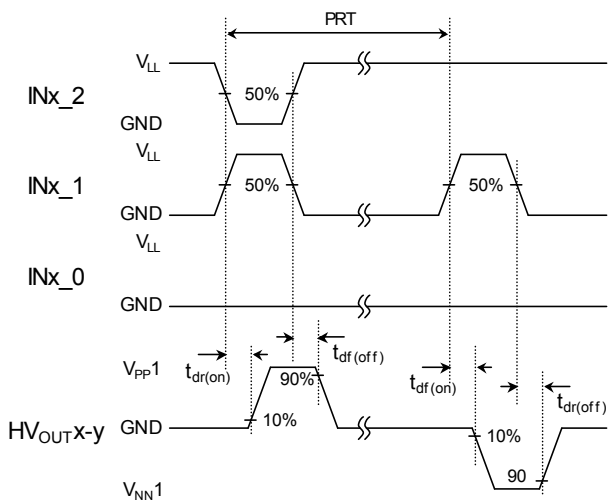 PRT
VLL
INx_2
50%
GND
VLL
INx_1
50%
50%
GND
VLL
INx_0
GND
tdr(on)
tdf(off)
tdf(on)
tdr(off)
VPP1
90%
HVOUTx-y
GND
10%
10%
90
VNN1